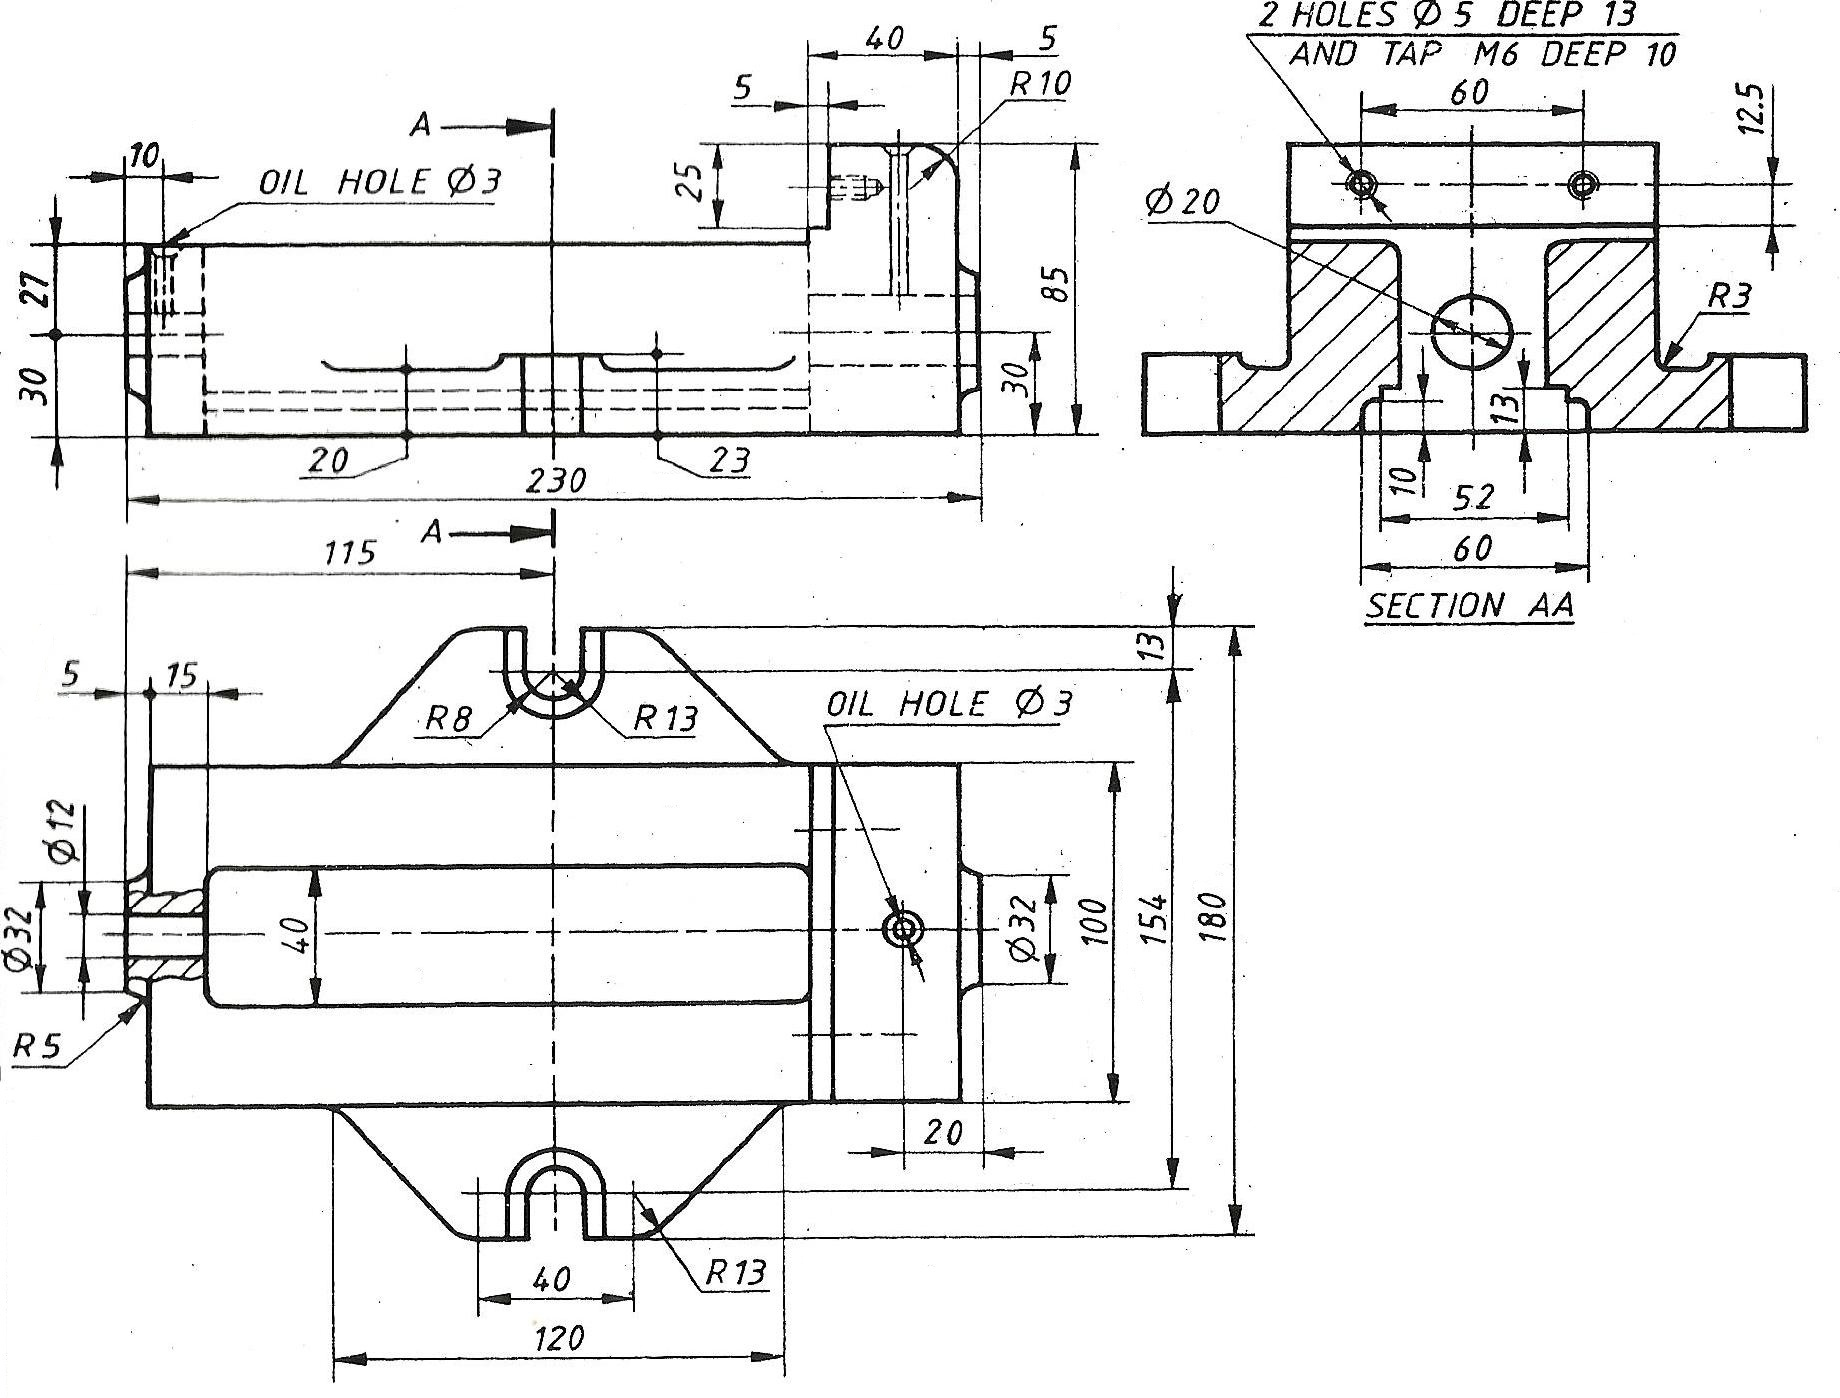 2 HOLES Ø 5 DEEP 13
AND TAP M6 DEEP 10
40
5
5
R10
60
12.5
A
10
OIL HOLE Ø3
25
Ø20
27
85
R3
30
30
13
10
20
23
230
52
A
60
115
SECTION AA
13
5
15
R8
R13
OIL HOLE Ø3
Ø12
Ø32
40
Ø32
100
154
180
R5
20
40
R13
120